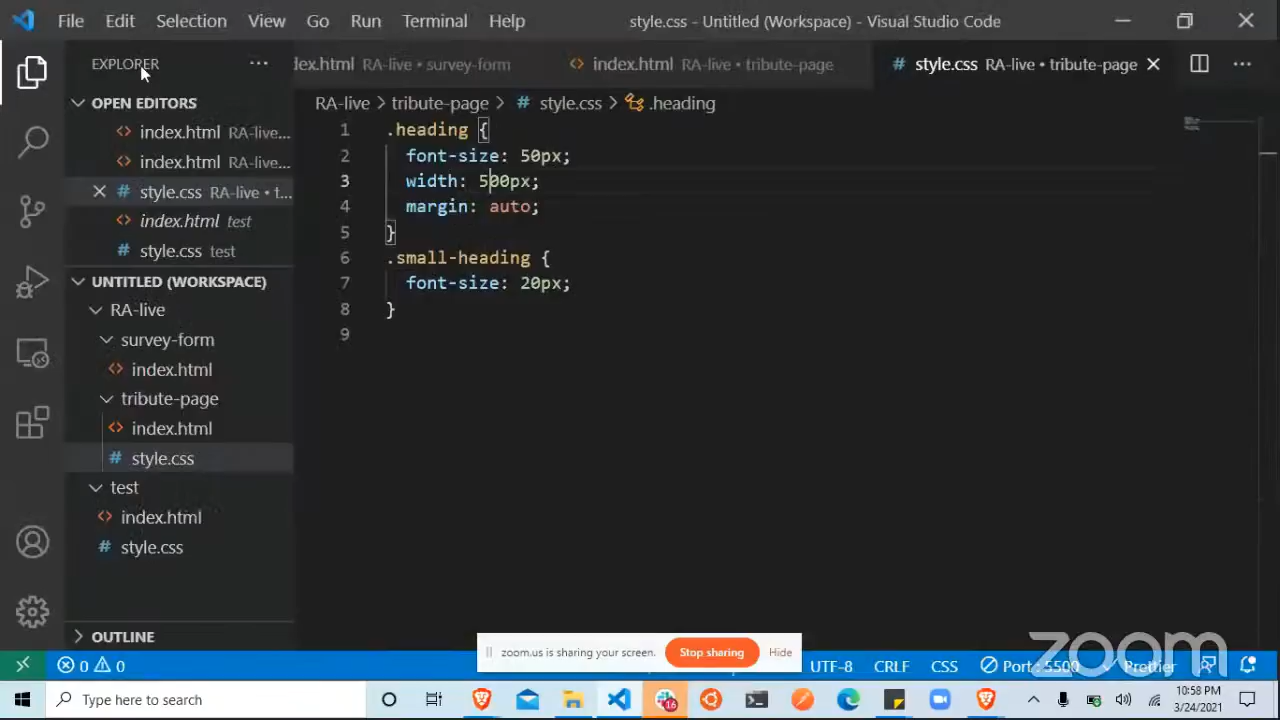 File Edit Selection View Go Run Terminal Help
style.css - Untitled (Workspace) - Visual Studio Code
EXPLORER
dex.html RA-live • survey-form
index.html RA-live • tribute-page
style.css RA-live • tribute-page
OPEN EDITORS
index.html RA-live...
index.html RA-live...
style.css RA-live • t...
index.html test
style.css test
UNTITLED (WORKSPACE)
RA-live
survey-form
index.html
tribute-page
index.html
style.css
test
index.html
style.css
OUTLINE
RA-live > tribute-page > # style.css > .heading
1 .heading {
2 font-size: 50px;
3 width: 500px;
4 margin: auto;
5 }
6 .small-heading {
7 font-size: 20px;
8 }
9
zoom.us is sharing your screen. Stop sharing Hide
zoom
0 0
UTF-8 CRLF CSS Port : 5500 Prettier
Type here to search
16
10:58 PM
3/24/2021